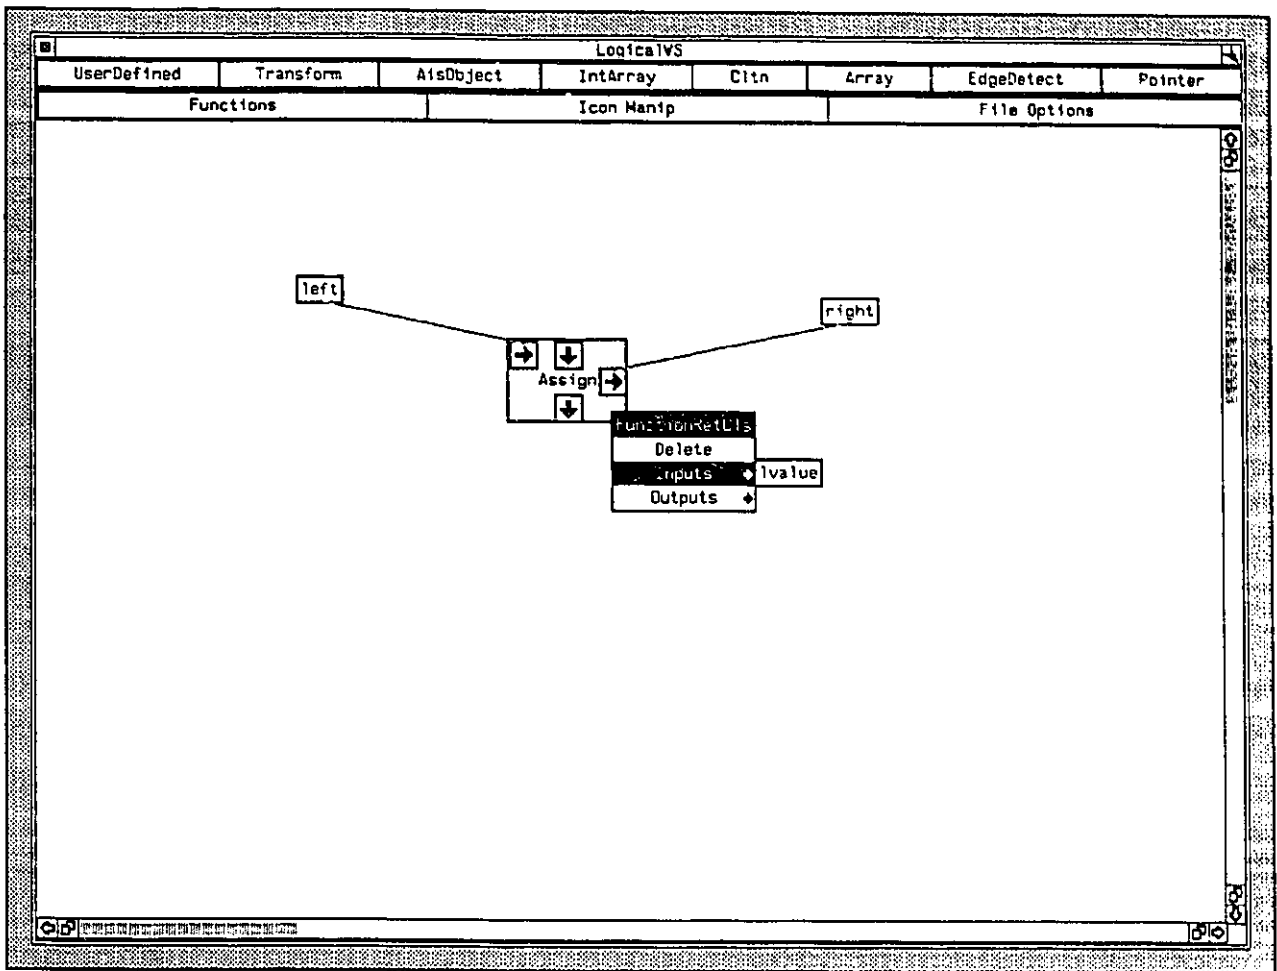 LogicalWS
UserDefined Transform AisObject IntArray Cltn Array EdgeDetect Pointer
Functions Icon Manip File Options
left
right
Assign
FunctionRetCls
Delete
Inputs lvalue
Outputs